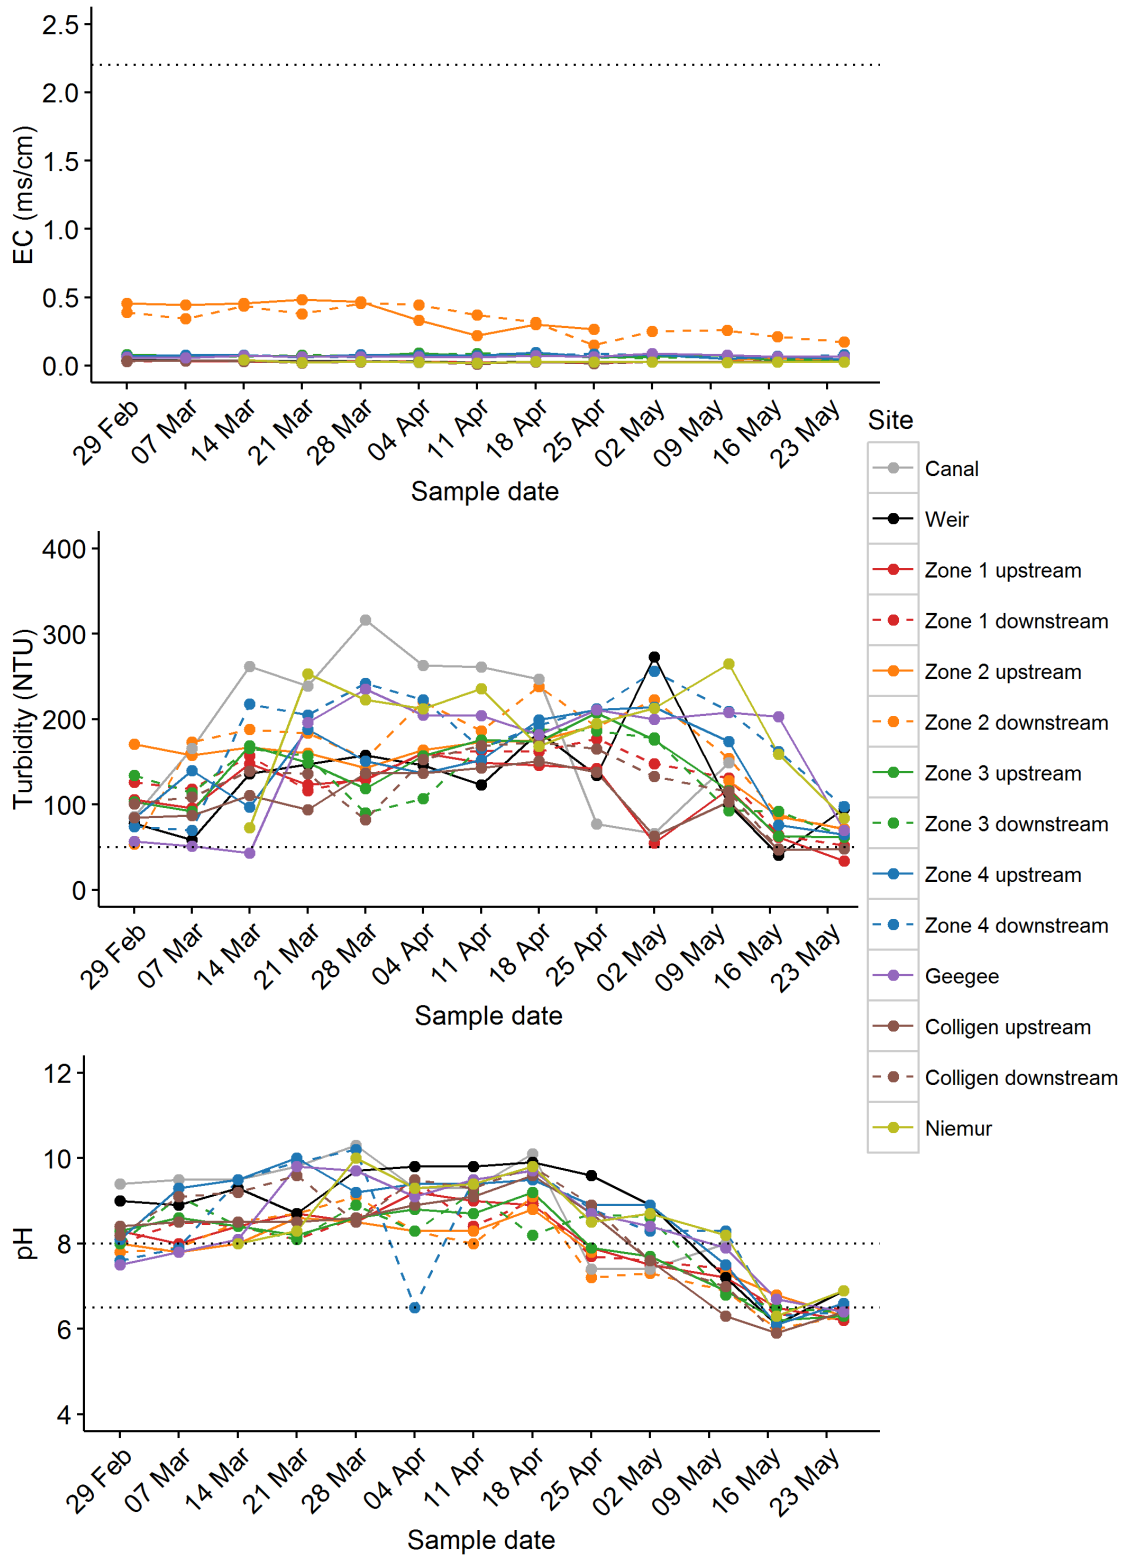 2.5
2.0
1.5
1.0
0.5
0.0
EC (ms/cm)
29 Feb
07 Mar
14 Mar
21 Mar
28 Mar
04 Apr
11 Apr
18 Apr
25 Apr
02 May
09 May
16 May
23 May
Sample date
400
300
200
100
0
Turbidity (NTU)
29 Feb
07 Mar
14 Mar
21 Mar
28 Mar
04 Apr
11 Apr
18 Apr
25 Apr
02 May
09 May
16 May
23 May
Sample date
12
10
8
6
4
pH
29 Feb
07 Mar
14 Mar
21 Mar
28 Mar
04 Apr
11 Apr
18 Apr
25 Apr
02 May
09 May
16 May
23 May
Sample date
Site
Canal
Weir
Zone 1 upstream
Zone 1 downstream
Zone 2 upstream
Zone 2 downstream
Zone 3 upstream
Zone 3 downstream
Zone 4 upstream
Zone 4 downstream
Geegee
Colligen upstream
Colligen downstream
Niemur